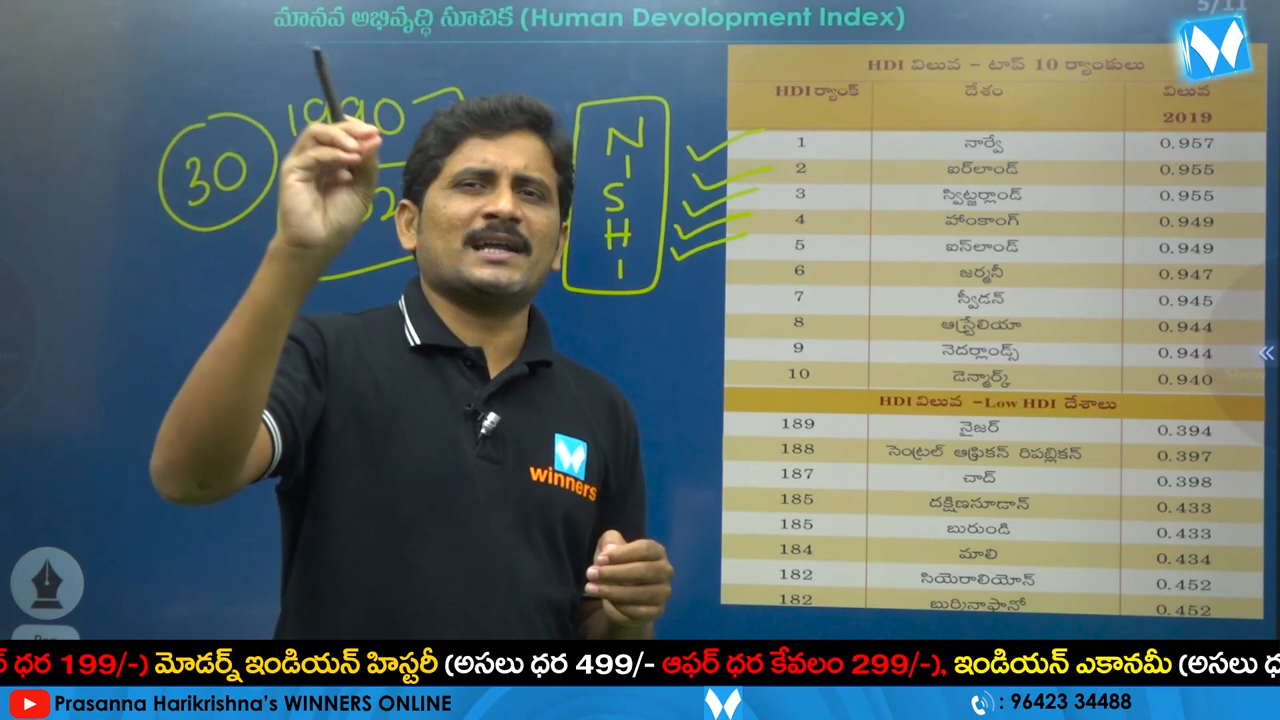 మానవ అభివృద్ధి సూచిక (Human Devolopment Index)
5/11
1990
30
N
I
S
H
I
HDI విలువ – టాప్ 10 ర్యాంకులు
HDI ర్యాంక్ దేశం విలువ 2019
1 నార్వే 0.957
2 ఐర్‌లాండ్ 0.955
3 స్విట్జర్లాండ్ 0.955
4 హాంకాంగ్ 0.949
5 ఐస్‌లాండ్ 0.949
6 జర్మనీ 0.947
7 స్వీడన్ 0.945
8 ఆస్ట్రేలియా 0.944
9 నెదర్లాండ్స్ 0.944
10 డెన్మార్క్ 0.940
HDI విలువ –Low HDI దేశాలు
189 నైజర్ 0.394
188 సెంట్రల్ ఆఫ్రికన్ రిపబ్లికన్ 0.397
187 చాద్ 0.398
185 దక్షిణసూడాన్ 0.433
185 బురుండి 0.433
184 మాలి 0.434
182 సియెరాలియోన్ 0.452
182 బుర్కినాఫానో 0.452
winners
ధర 199/-) మోడర్న్ ఇండియన్ హిస్టరీ (అసలు ధర 499/- ఆఫర్ ధర కేవలం 299/-), ఇండియన్ ఎకానమీ (అసలు
Prasanna Harikrishna's WINNERS ONLINE
: 96423 34488